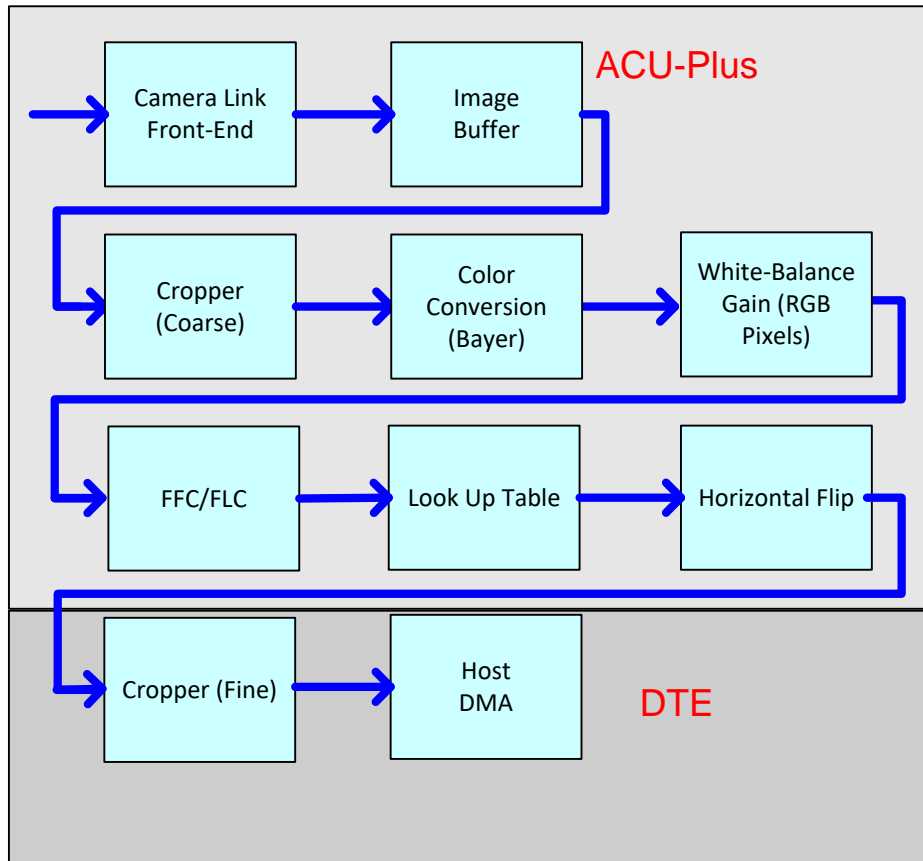 ACU-Plus
Camera Link
Front-End
Image
Buffer
Cropper
(Coarse)
Color
Conversion
(Bayer)
White-Balance
Gain (RGB
Pixels)
FFC/FLC
Look Up Table
Horizontal Flip
Cropper (Fine)
Host
DMA
DTE